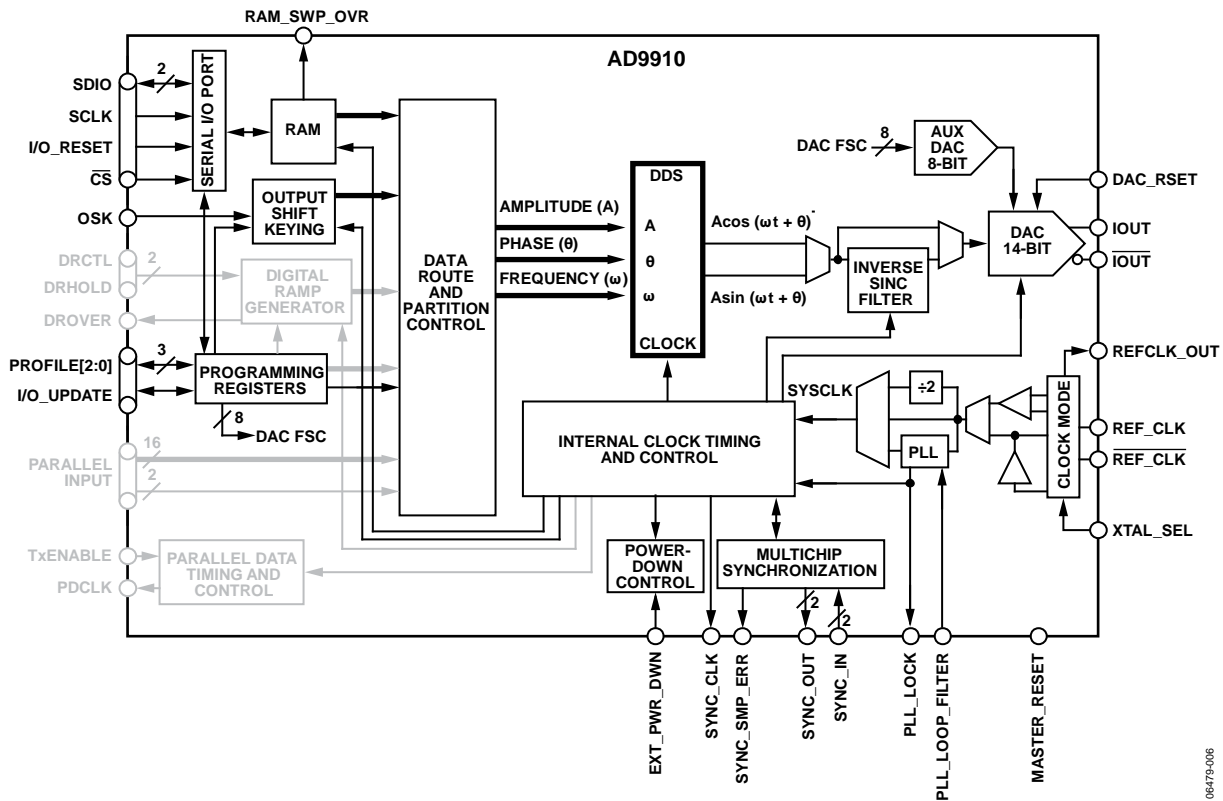 RAM_SWP_OVR
AD9910
SDIO
2
SCLK
I/O_RESET
CS
SERIAL I/O PORT
RAM
OSK
OUTPUT
SHIFT
KEYING
DRCTL
2
DRHOLD
DROVER
DIGITAL
RAMP
GENERATOR
PROFILE[2:0]
3
I/O_UPDATE
PROGRAMMING
REGISTERS
8
DAC FSC
PARALLEL
INPUT
16
2
TxENABLE
PDCLK
PARALLEL DATA
TIMING AND
CONTROL
DATA
ROUTE
AND
PARTITION
CONTROL
AMPLITUDE (A)
PHASE (θ)
FREQUENCY (ω)
DDS
A
θ
ω
CLOCK
Acos (ωt + θ)
Asin (ωt + θ)
INVERSE
SINC
FILTER
DAC FSC
8
AUX
DAC
8-BIT
DAC
14-BIT
DAC_RSET
IOUT
IOUT
REFCLK_OUT
REF_CLK
REF_CLK
XTAL_SEL
CLOCK MODE
SYSCLK
÷2
PLL
INTERNAL CLOCK TIMING
AND CONTROL
POWER-
DOWN
CONTROL
MULTICHIP
SYNCHRONIZATION
2
2
EXT_PWR_DWN
SYNC_CLK
SYNC_SMP_ERR
SYNC_OUT
SYNC_IN
PLL_LOCK
PLL_LOOP_FILTER
MASTER_RESET
06479-006